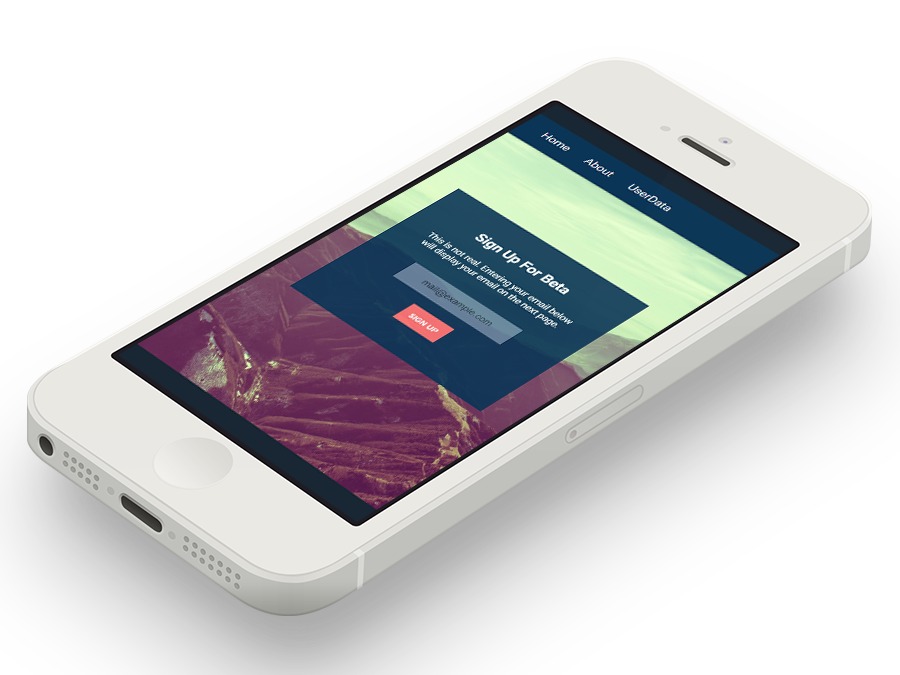 Home About UserData
Sign Up For Beta
This is not real. Entering your email below
will display your email on the next page.
mail@example.com
SIGN UP